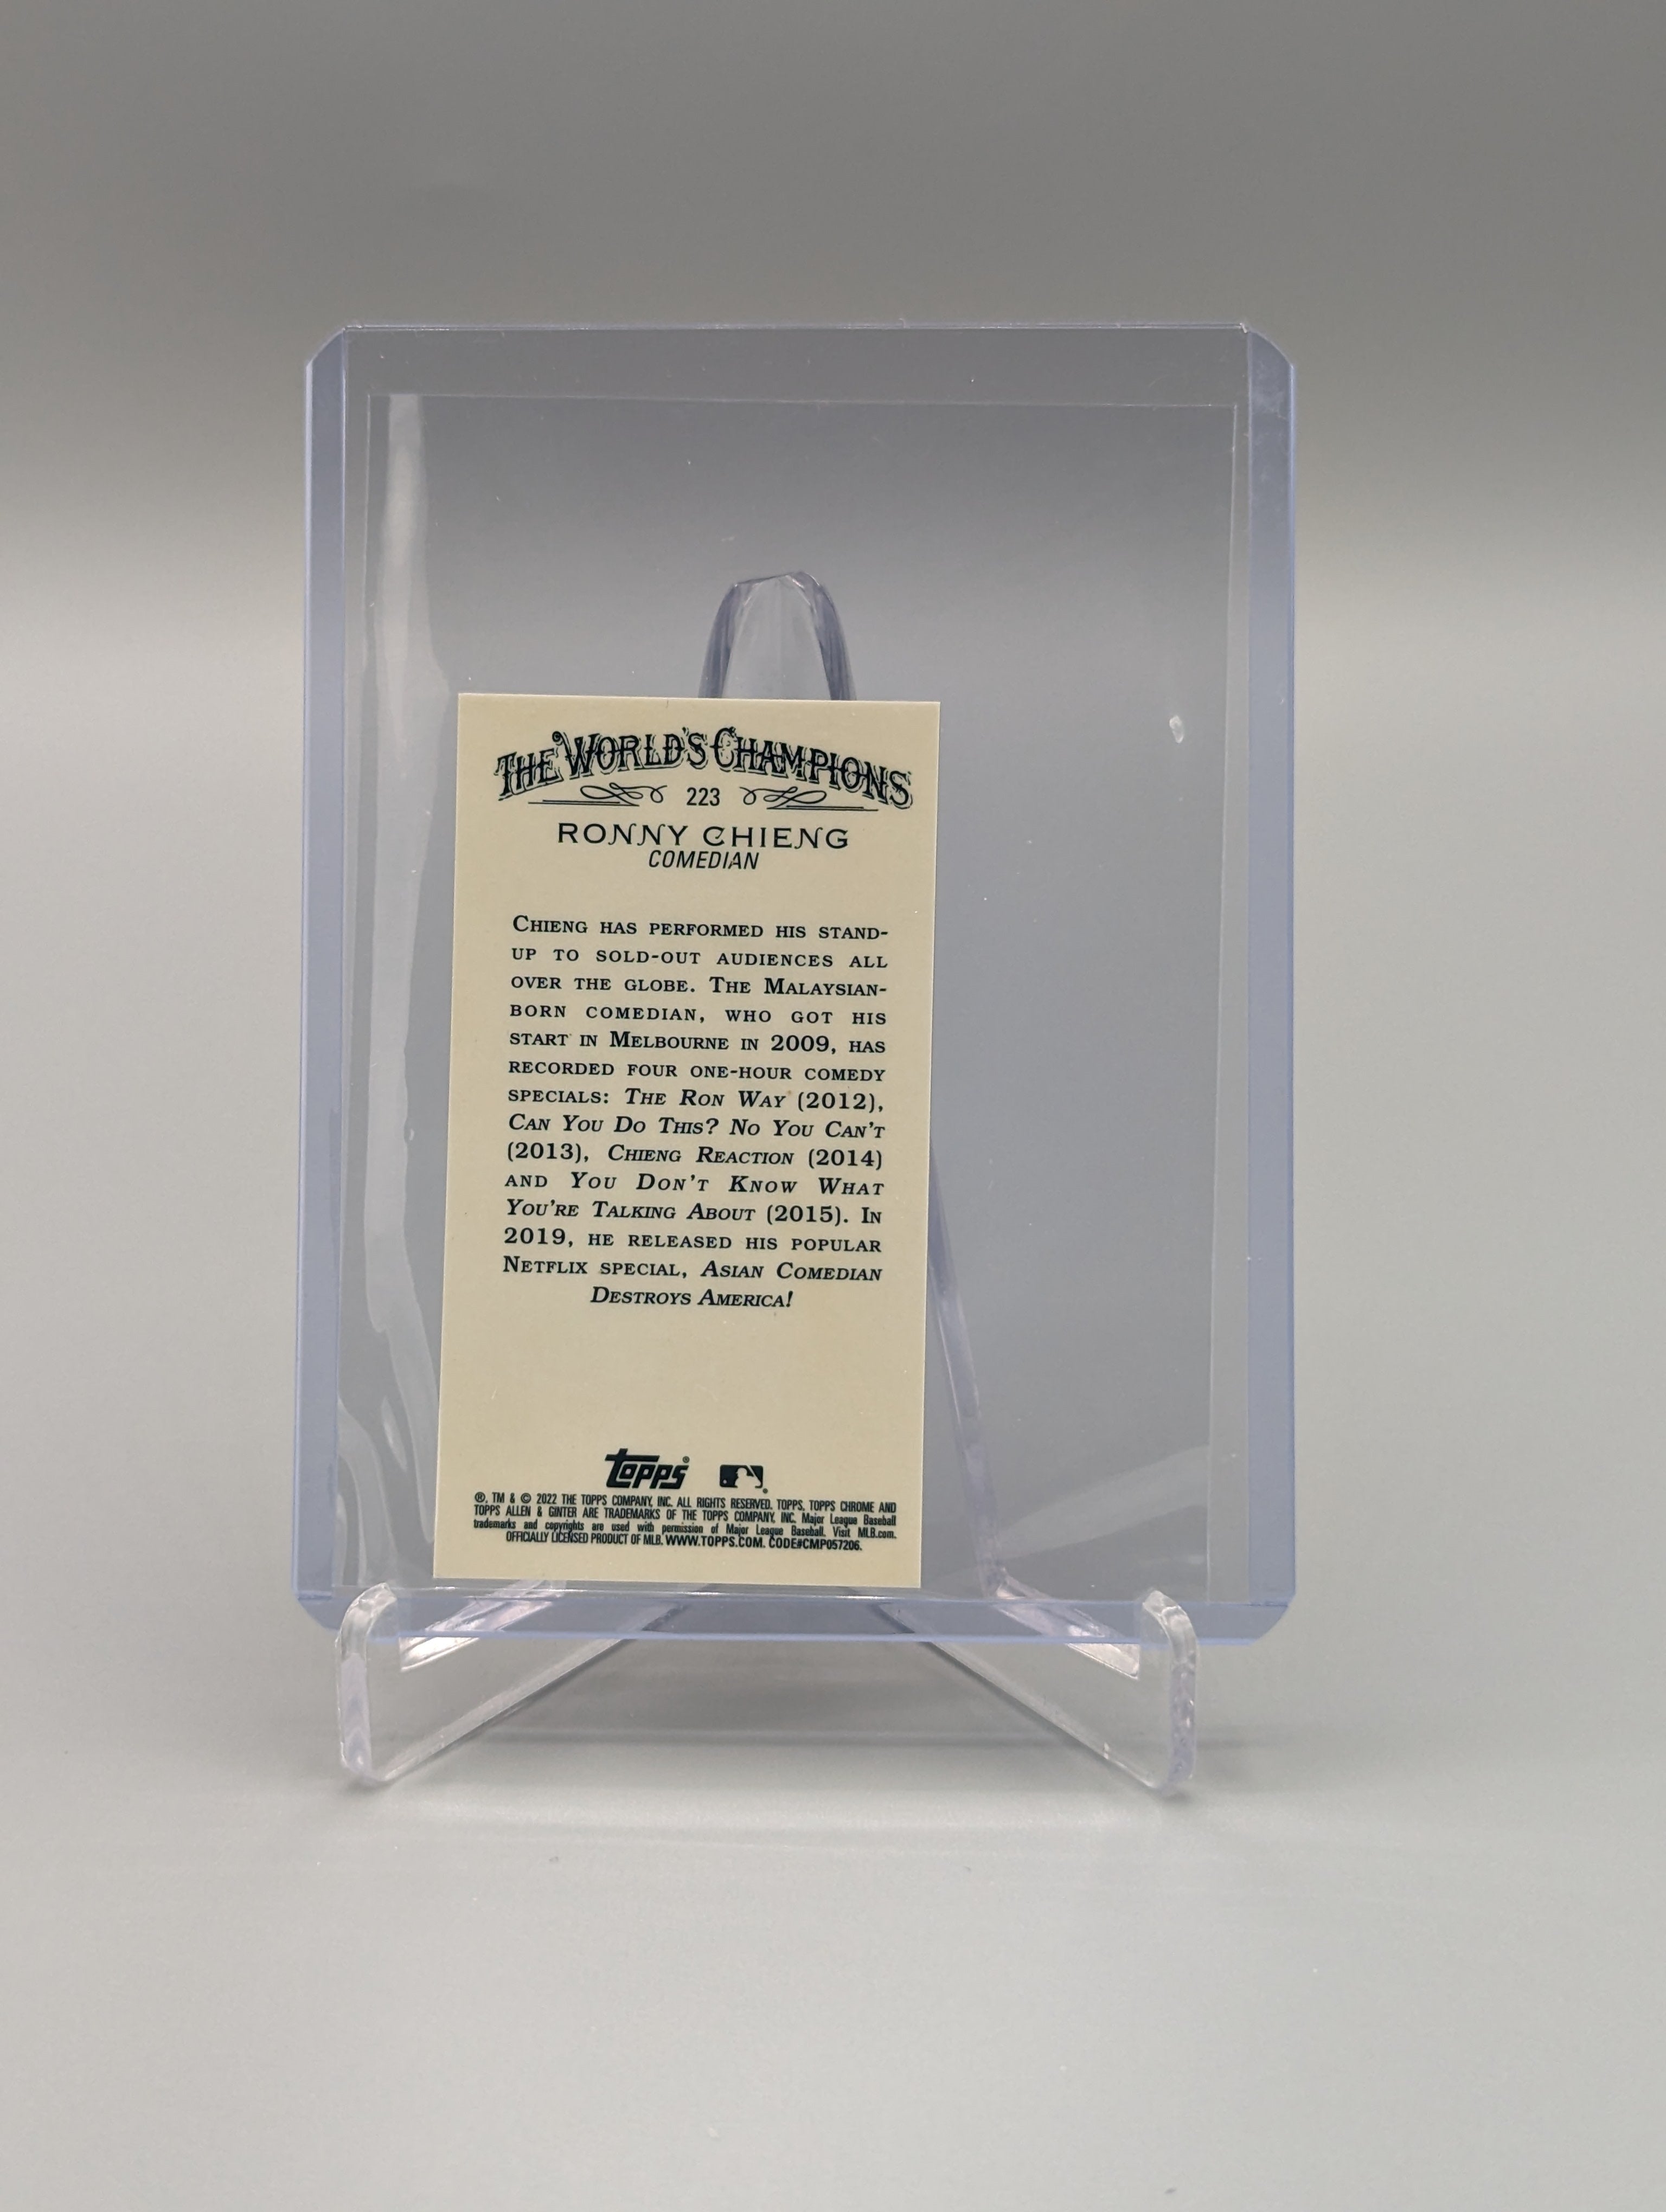 THE WORLD'S CHAMPIONS
223
RONNY CHIENG
COMEDIAN
CHIENG HAS PERFORMED HIS STAND-
UP TO SOLD-OUT AUDIENCES ALL
OVER THE GLOBE. THE MALAYSIAN-
BORN COMEDIAN, WHO GOT HIS
START IN MELBOURNE IN 2009, HAS
RECORDED FOUR ONE-HOUR COMEDY
SPECIALS: THE RON WAY (2012),
CAN YOU DO THIS? NO YOU CAN'T
(2013), CHIENG REACTION (2014)
AND YOU DON'T KNOW WHAT
YOU'RE TALKING ABOUT (2015). IN
2019, HE RELEASED HIS POPULAR
NETFLIX SPECIAL, ASIAN COMEDIAN
DESTROYS AMERICA!
topps®
®, TM & © 2022 THE TOPPS COMPANY, INC. ALL RIGHTS RESERVED. TOPPS, TOPPS CHROME AND
TOPPS ALLEN & GINTER ARE TRADEMARKS OF THE TOPPS COMPANY, INC. Major League Baseball
trademarks and copyrights are used with permission of Major League Baseball. Visit MLB.com.
OFFICIALLY LICENSED PRODUCT OF MLB. WWW.TOPPS.COM. CODE#CMP057206.